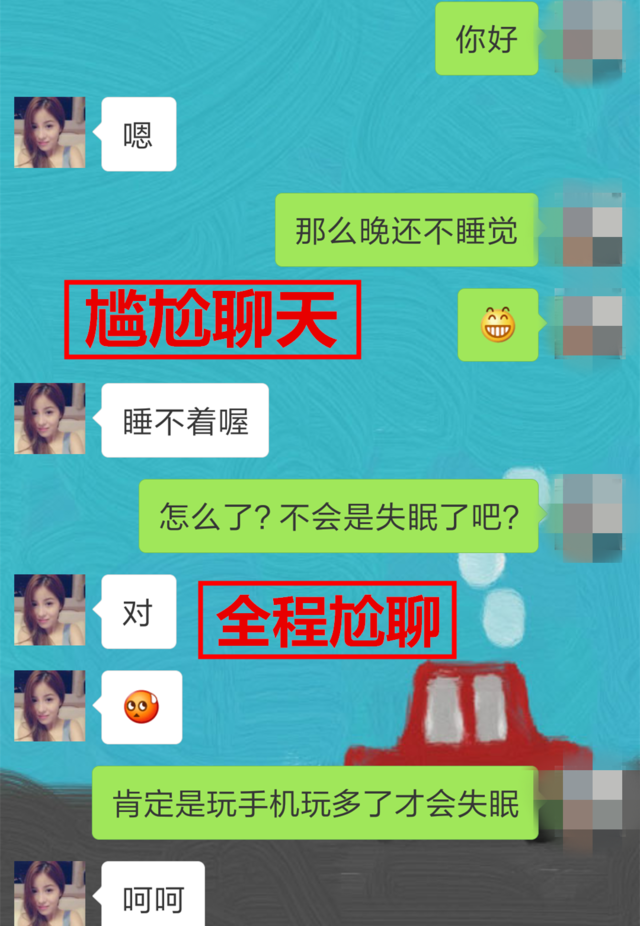 你好
嗯
那么晚还不睡觉
尴尬聊天
睡不着喔
怎么了? 不会是失眠了吧?
对
全程尬聊
肯定是玩手机玩多了才会失眠
呵呵